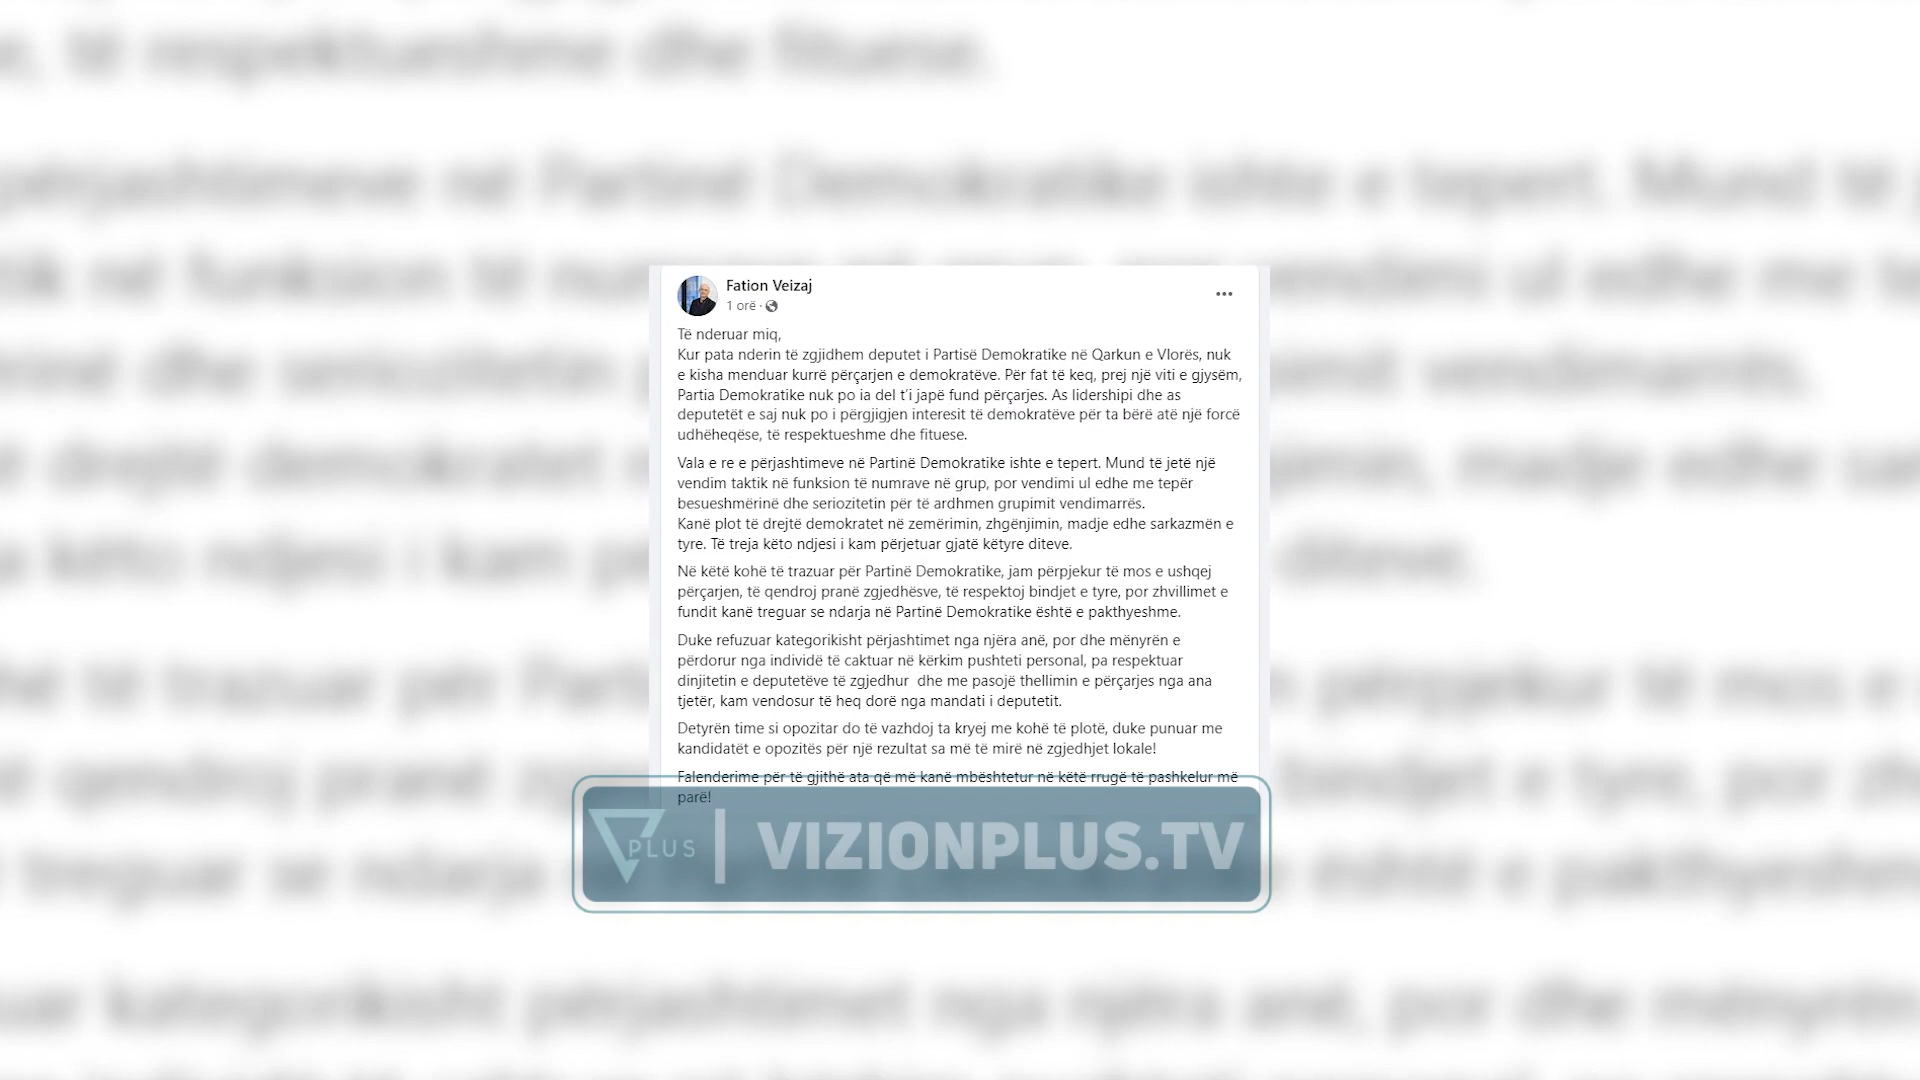 Fation Veizaj
1 orë ·
Të nderuar miq,
Kur pata nderin të zgjidhem deputet i Partisë Demokratike në Qarkun e Vlorës, nuk
e kisha menduar kurrë përçarjen e demokratëve. Për fat të keq, prej një viti e gjysëm,
Partia Demokratike nuk po ia del t'i japë fund përçarjes. As lidershipi dhe as
deputetët e saj nuk po i përgjigjen interesit të demokratëve për ta bërë atë një forcë
udhëheqëse, të respektueshme dhe fituese.
Vala e re e përjashtimeve në Partinë Demokratike ishte e tepert. Mund të jetë një
vendim taktik në funksion të numrave në grup, por vendimi ul edhe me tepër
besueshmërinë dhe seriozitetin për të ardhmen grupimit vendimarrës.
Kanë plot të drejtë demokratet në zemërimin, zhgënjimin, madje edhe sarkazmën e
tyre. Të treja këto ndjesi i kam përjetuar gjatë këtyre diteve.
Në këtë kohë të trazuar për Partinë Demokratike, jam përpjekur të mos e ushqej
përçarjen, të qendroj pranë zgjedhësve, të respektoj bindjet e tyre, por zhvillimet e
fundit kanë treguar se ndarja në Partinë Demokratike është e pakthyeshme.
Duke refuzuar kategorikisht përjashtimet nga njëra anë, por dhe mënyrën e
përdorur nga individë të caktuar në kërkim pushteti personal, pa respektuar
dinjitetin e deputetëve të zgjedhur  dhe me pasojë thellimin e përçarjes nga ana
tjetër, kam vendosur të heq dorë nga mandati i deputetit.
Detyrën time si opozitar do të vazhdoj ta kryej me kohë të plotë, duke punuar me
kandidatët e opozitës për një rezultat sa më të mirë në zgjedhjet lokale!
Falenderime për të gjithë ata që më kanë mbështetur në këtë rrugë të pashkelur më
parë!
PLUS | VIZIONPLUS.TV